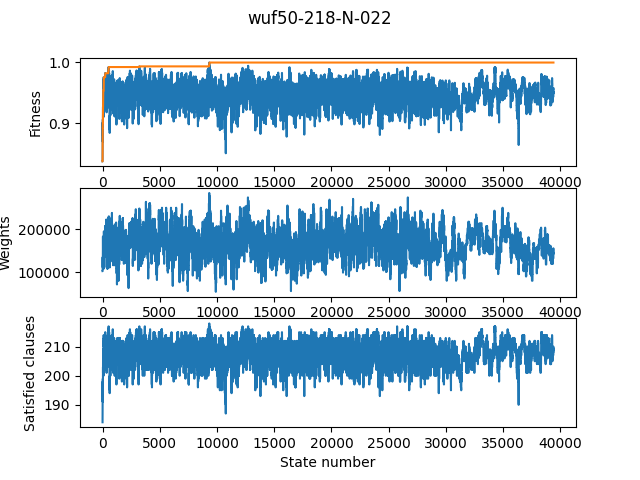 wuf50-218-N-022
1.0
0.9
Fitness
0 5000 10000 15000 20000 25000 30000 35000 40000
200000
100000
Weights
0 5000 10000 15000 20000 25000 30000 35000 40000
210
200
190
Satisfied clauses
0 5000 10000 15000 20000 25000 30000 35000 40000
State number